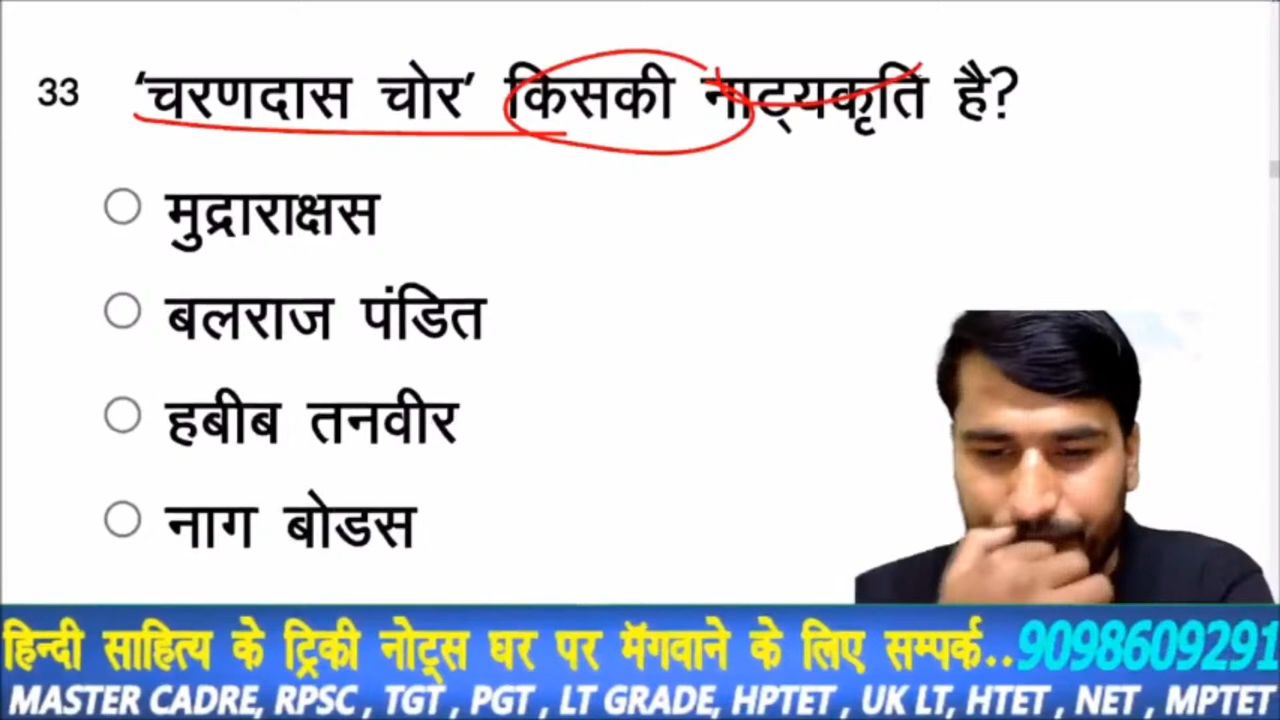 33 ‘चरणदास चोर’ किसकी नाट्यकृति है?
मुद्राराक्षस
बलराज पंडित
हबीब तनवीर
नाग बोडस
हिन्दी साहित्य के ट्रिकी नोट्स घर पर मॅगवाने के लिए सम्पर्क..9098609291
MASTER CADRE, RPSC , TGT , PGT , LT GRADE, HPTET , UK LT, HTET , NET , MPTET